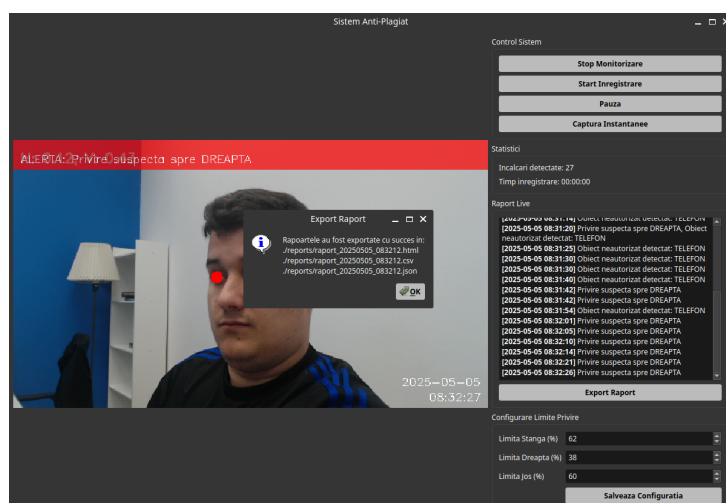 Sistem Anti-Plagiat
Control Sistem
Stop Monitorizare
Start Inregistrare
Pauza
Captura Instantanee
Statistici
Incalcari detectate: 27
Timp inregistrare: 00:00:00
Raport Live
[2025-05-05 08:31:14] Obiect neautorizat detectat: TELEFON
[2025-05-05 08:31:20] Privire suspecta spre DREAPTA, Obiect
neautorizat detectat: TELEFON
[2025-05-05 08:31:25] Obiect neautorizat detectat: TELEFON
[2025-05-05 08:31:30] Obiect neautorizat detectat: TELEFON
[2025-05-05 08:31:30] Obiect neautorizat detectat: TELEFON
[2025-05-05 08:31:40] Obiect neautorizat detectat: TELEFON
[2025-05-05 08:31:42] Privire suspecta spre DREAPTA
[2025-05-05 08:31:42] Privire suspecta spre DREAPTA
[2025-05-05 08:31:54] Obiect neautorizat detectat: TELEFON
[2025-05-05 08:32:01] Privire suspecta spre DREAPTA
[2025-05-05 08:32:05] Privire suspecta spre DREAPTA
[2025-05-05 08:32:10] Privire suspecta spre DREAPTA
[2025-05-05 08:32:14] Privire suspecta spre DREAPTA
[2025-05-05 08:32:21] Privire suspecta spre DREAPTA
[2025-05-05 08:32:26] Privire suspecta spre DREAPTA
Export Raport
Configurare Limite Privire
Limita Stanga (%) 62
Limita Dreapta (%) 38
Limita Jos (%) 60
Salveaza Configuratia
ALERTA: Privire suspecta spre DREAPTA
Export Raport
Rapoartele au fost exportate cu succes in:
./reports/raport_20250505_083212.html
./reports/raport_20250505_083212.csv
./reports/raport_20250505_083212.json
OK
2025-05-05
08:32:27